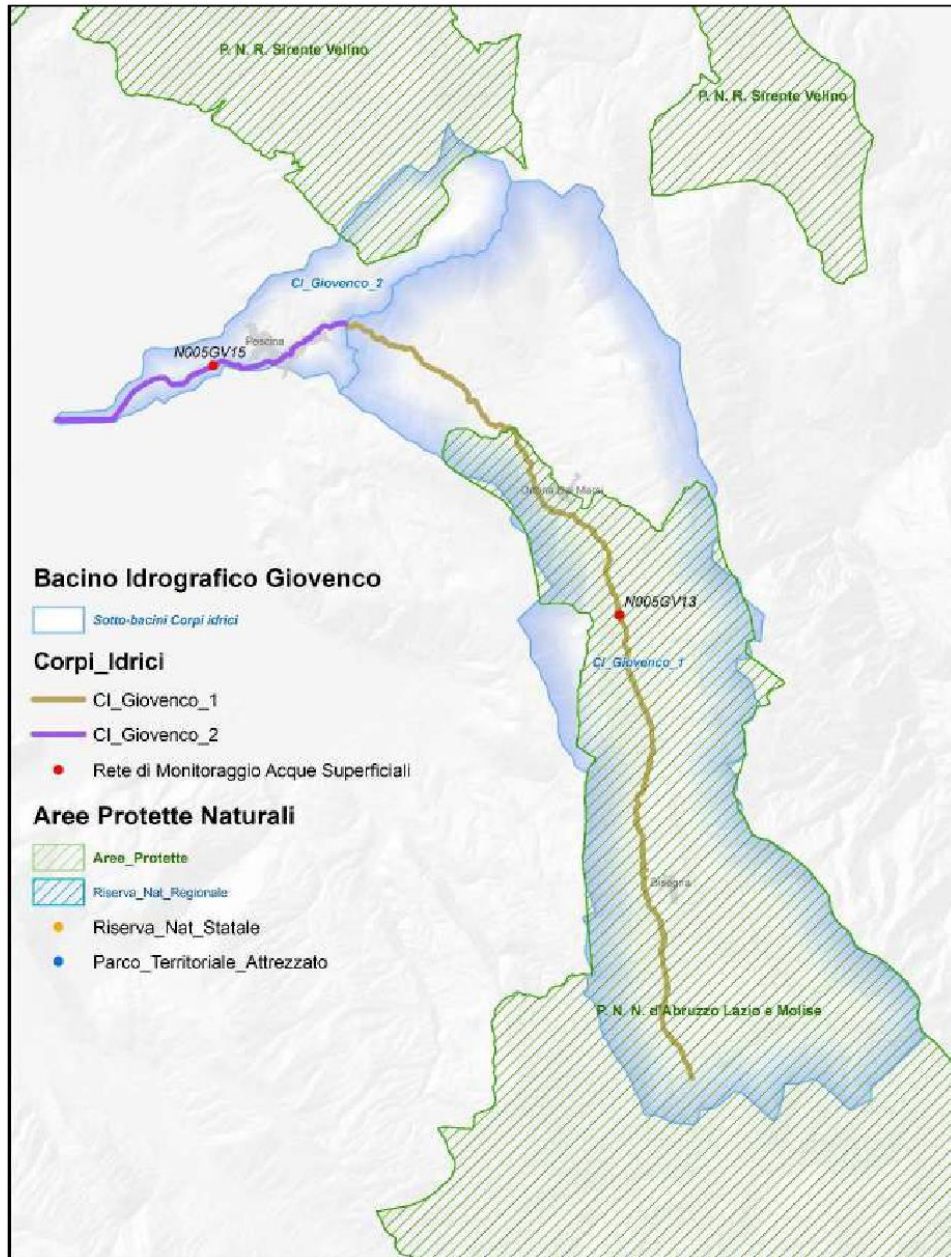 P. N. R. Sirente Velino
P. N. R. Sirente Velino
CI_Giovenco_2
Pescina
N005GV15
Ortona Dei Marsi
N005GV13
CI_Giovenco_1
Bisegna
P. N. N. d'Abruzzo Lazio e Molise
Bacino Idrografico Giovenco
Sotto-bacini Corpi idrici
Corpi_Idrici
CI_Giovenco_1
CI_Giovenco_2
Rete di Monitoraggio Acque Superficiali
Aree Protette Naturali
Aree_Protette
Riserva_Nat_Regionale
Riserva_Nat_Statale
Parco_Territoriale_Attrezzato